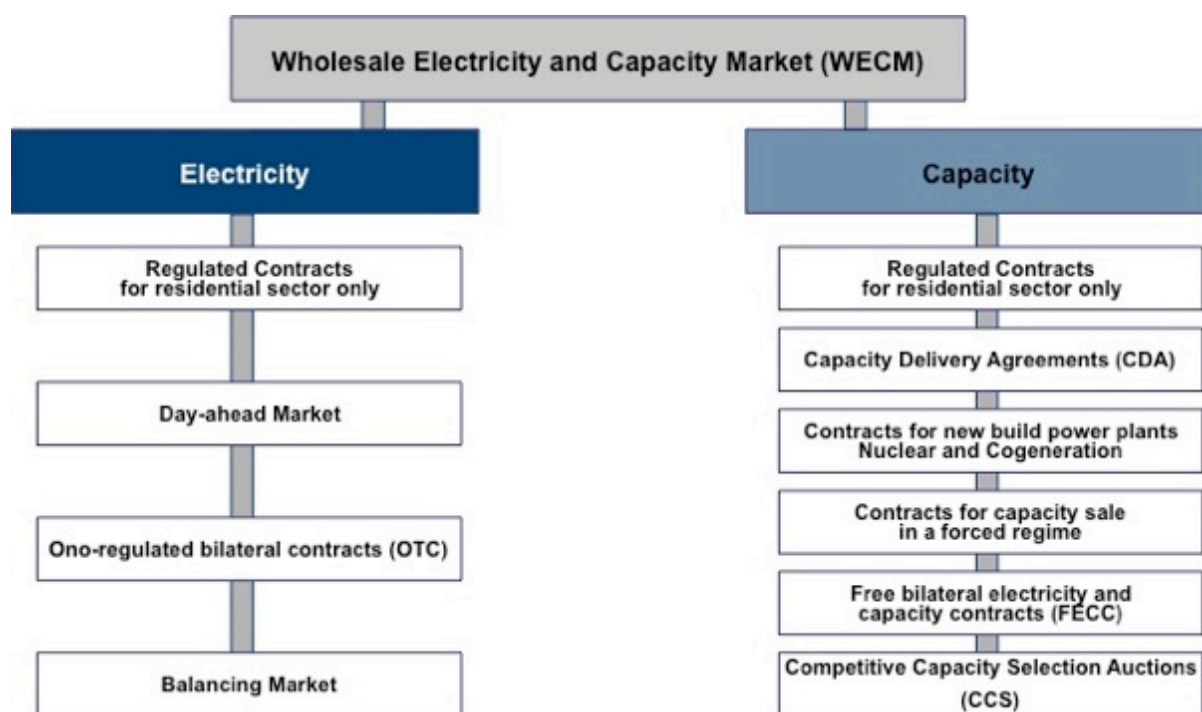 Wholesale Electricity and Capacity Market (WECM)
Electricity
Regulated Contracts
for residential sector only
Day-ahead Market
Ono-regulated bilateral contracts (OTC)
Balancing Market
Capacity
Regulated Contracts
for residential sector only
Capacity Delivery Agreements (CDA)
Contracts for new build power plants
Nuclear and Cogeneration
Contracts for capacity sale
in a forced regime
Free bilateral electricity and
capacity contracts (FECC)
Competitive Capacity Selection Auctions
(CCS)